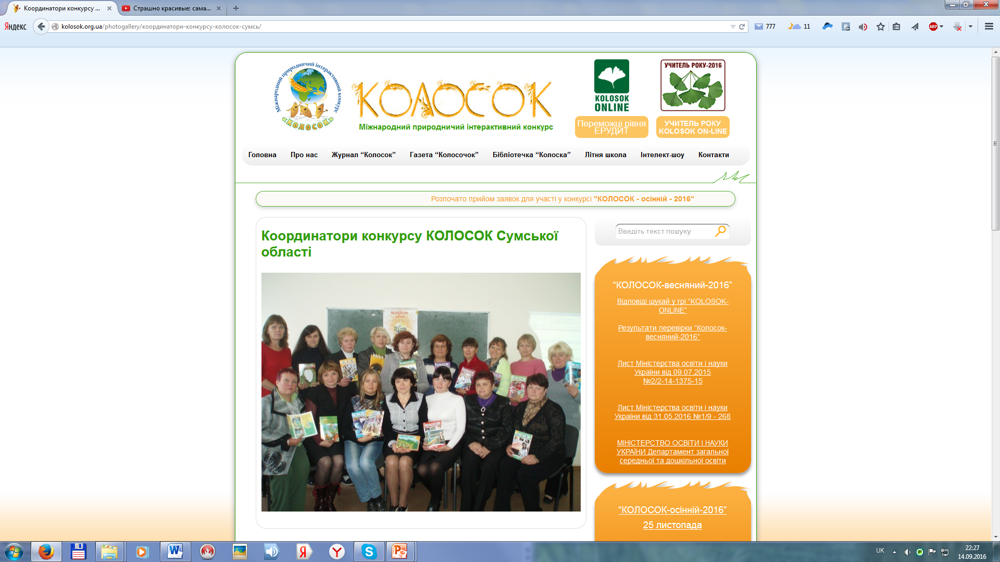 Координатори конкурсу ...
Страшно красивые: сама...
Яндекс
kolosok.org.ua/photogallery/координатори-конкурсу-колосок-сумсь/
777
11
ABP
Міжнародний природничий інтерактивний конкурс
«КОЛОСОК»
КОЛОСОК
Міжнародний природничий інтерактивний конкурс
KOLOSOK
ONLINE
УЧИТЕЛЬ РОКУ-2016
Переможці рівня
ЕРУДИТ
УЧИТЕЛЬ РОКУ
KOLOSOK ON-LINE
Головна
Про нас
Журнал “Колосок”
Газета “Колосочок”
Бібліотечка “Колоска”
Літня школа
Інтелект-шоу
Контакти
Розпочато прийом заявок для участі у конкурсі "КОЛОСОК - осінній - 2016"
Координатори конкурсу КОЛОСОК Сумської
області
КОЛОСОК
Введіть текст пошуку
“КОЛОСОК-весняний-2016”
Відповіді шукай у грі “KOLOSOK-
ONLINE”
Результати перевірки “Колосок-
весняний-2016”
Лист Міністерства освіти і науки
України від 09.07.2015
№2/2-14-1375-15
Лист Міністерства освіти і науки
України від 31.05.2016 №1/9 - 268
МІНІСТЕРСТВО ОСВІТИ І НАУКИ
УКРАЇНИ Департамент загальної
середньої та дошкільної освіти
“КОЛОСОК-осінній-2016”
25 листопада
UK
22:27
14.09.2016